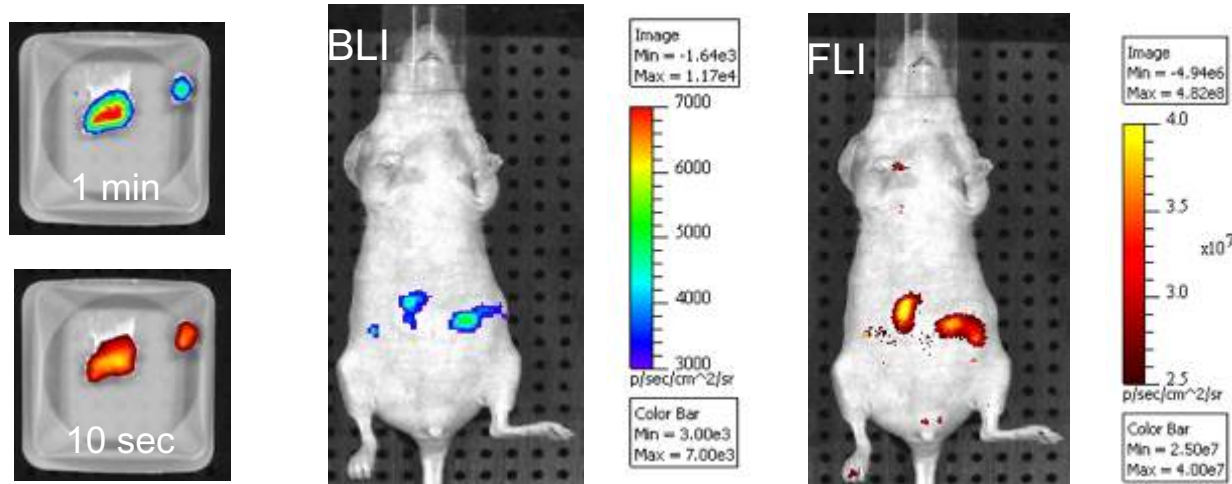 1 min
10 sec
BLI
Image
Min = -1.64e3
Max = 1.17e4
7000
6000
5000
4000
3000
p/sec/cm^2/sr
Color Bar
Min = 3.00e3
Max = 7.00e3
FLI
Image
Min = -4.94e6
Max = 4.82e8
4.0
3.5
x10^7
3.0
2.5
p/sec/cm^2/sr
Color Bar
Min = 2.50e7
Max = 4.00e7